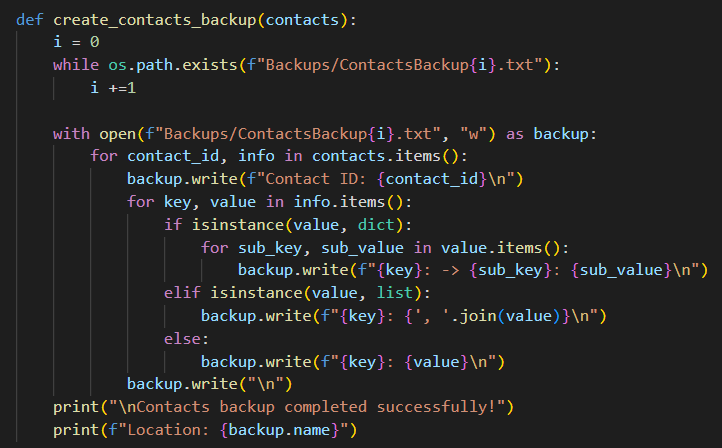 def create_contacts_backup(contacts):
    i = 0
    while os.path.exists(f"Backups/ContactsBackup{i}.txt"):
        i +=1

    with open(f"Backups/ContactsBackup{i}.txt", "w") as backup:
        for contact_id, info in contacts.items():
            backup.write(f"Contact ID: {contact_id}\n")
            for key, value in info.items():
                if isinstance(value, dict):
                    for sub_key, sub_value in value.items():
                        backup.write(f"{key}: -> {sub_key}: {sub_value}\n")
                elif isinstance(value, list):
                    backup.write(f"{key}: {', '.join(value)}\n")
                else:
                    backup.write(f"{key}: {value}\n")
            backup.write("\n")
    print("\nContacts backup completed successfully!")
    print(f"Location: {backup.name}")